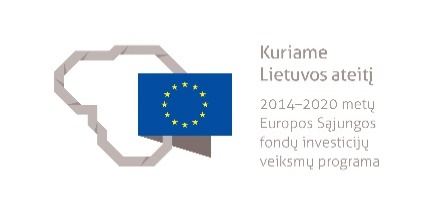 Kuriame
Lietuvos ateitį
2014–2020 metų
Europos Sąjungos
fondų investicijų
veiksmų programa